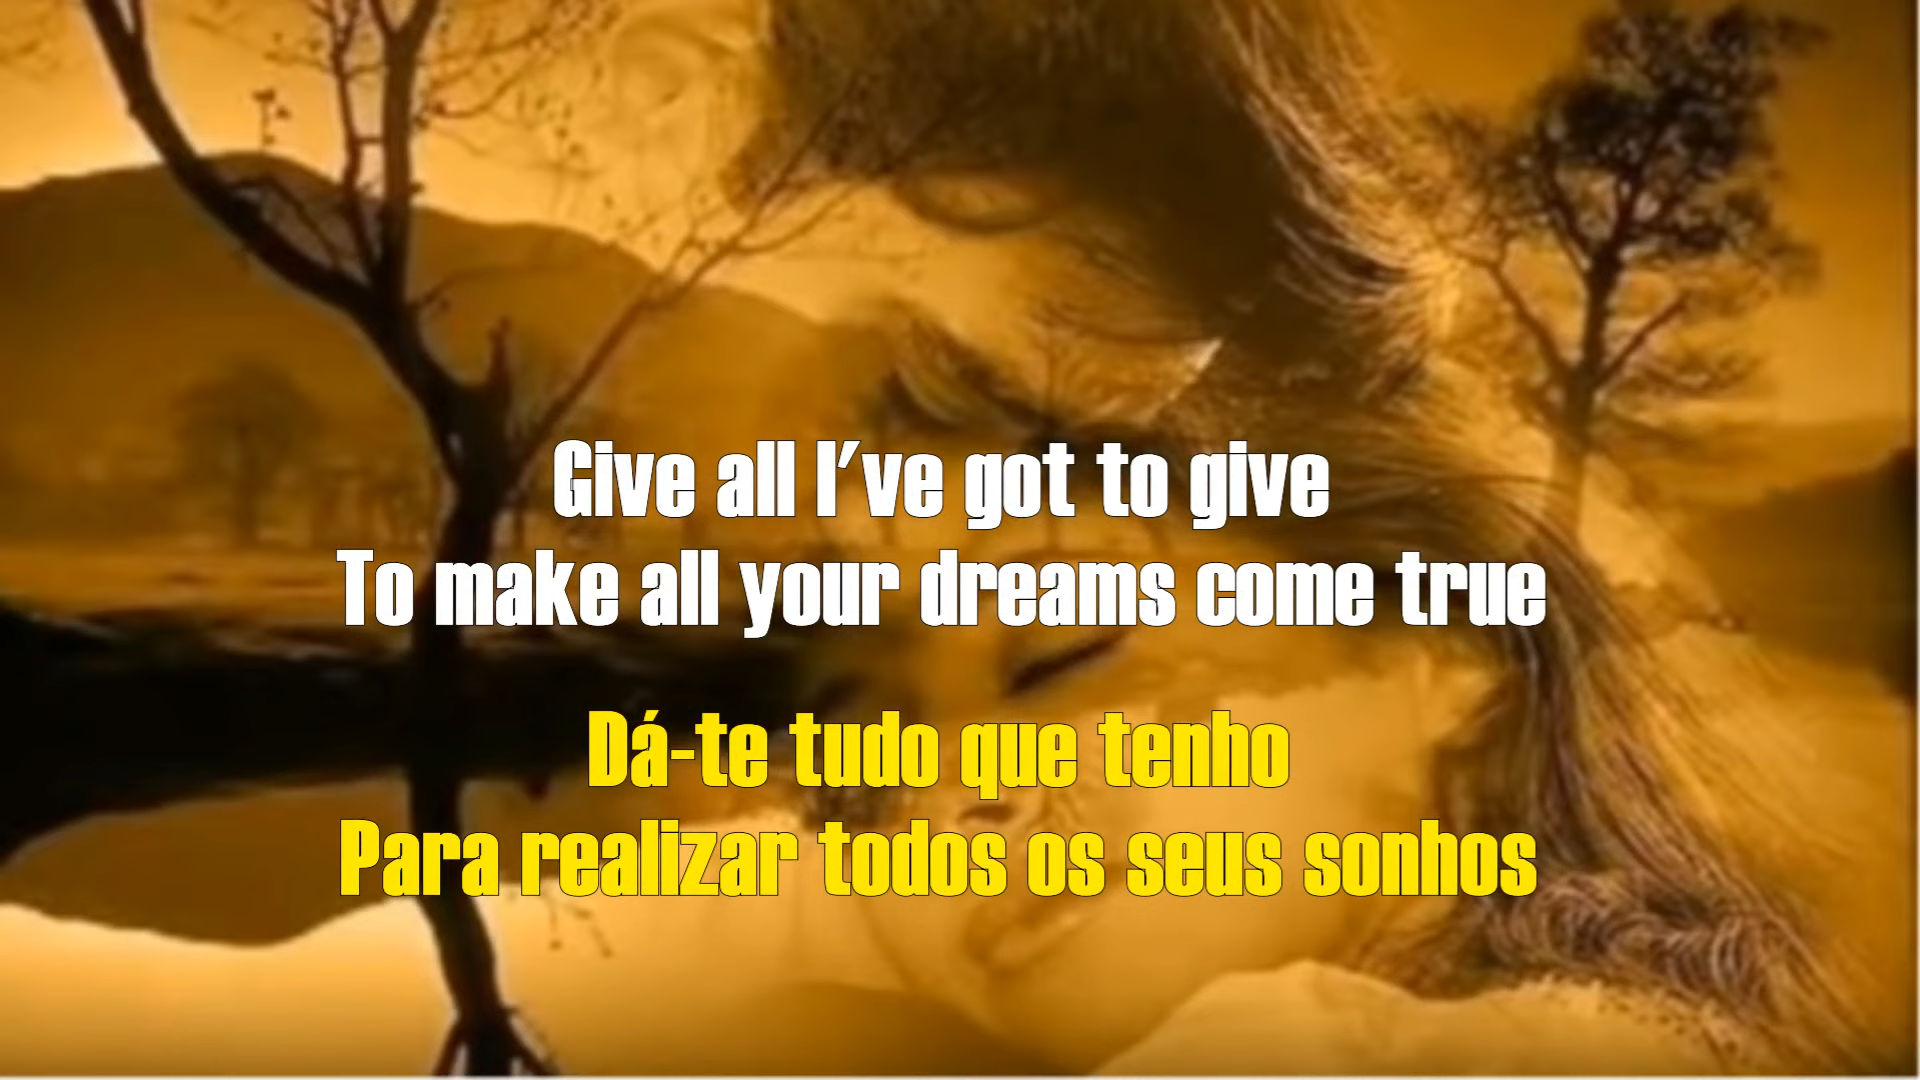 Give all I've got to give
To make all your dreams come true
Dá-te tudo que tenho
Para realizar todos os seus sonhos